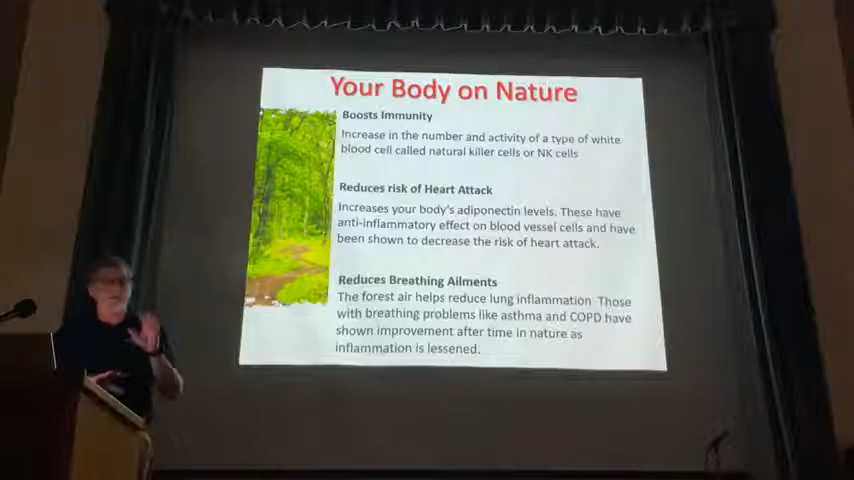 Your Body on Nature
Boosts Immunity
Increase in the number and activity of a type of white
blood cell called natural killer cells or NK cells
Reduces risk of Heart Attack
Increases your body's adiponectin levels. These have
anti-inflammatory effect on blood vessel cells and have
been shown to decrease the risk of heart attack.
Reduces Breathing Ailments
The forest air helps reduce lung inflammation Those
with breathing problems like asthma and COPD have
shown improvement after time in nature as
inflammation is lessened.